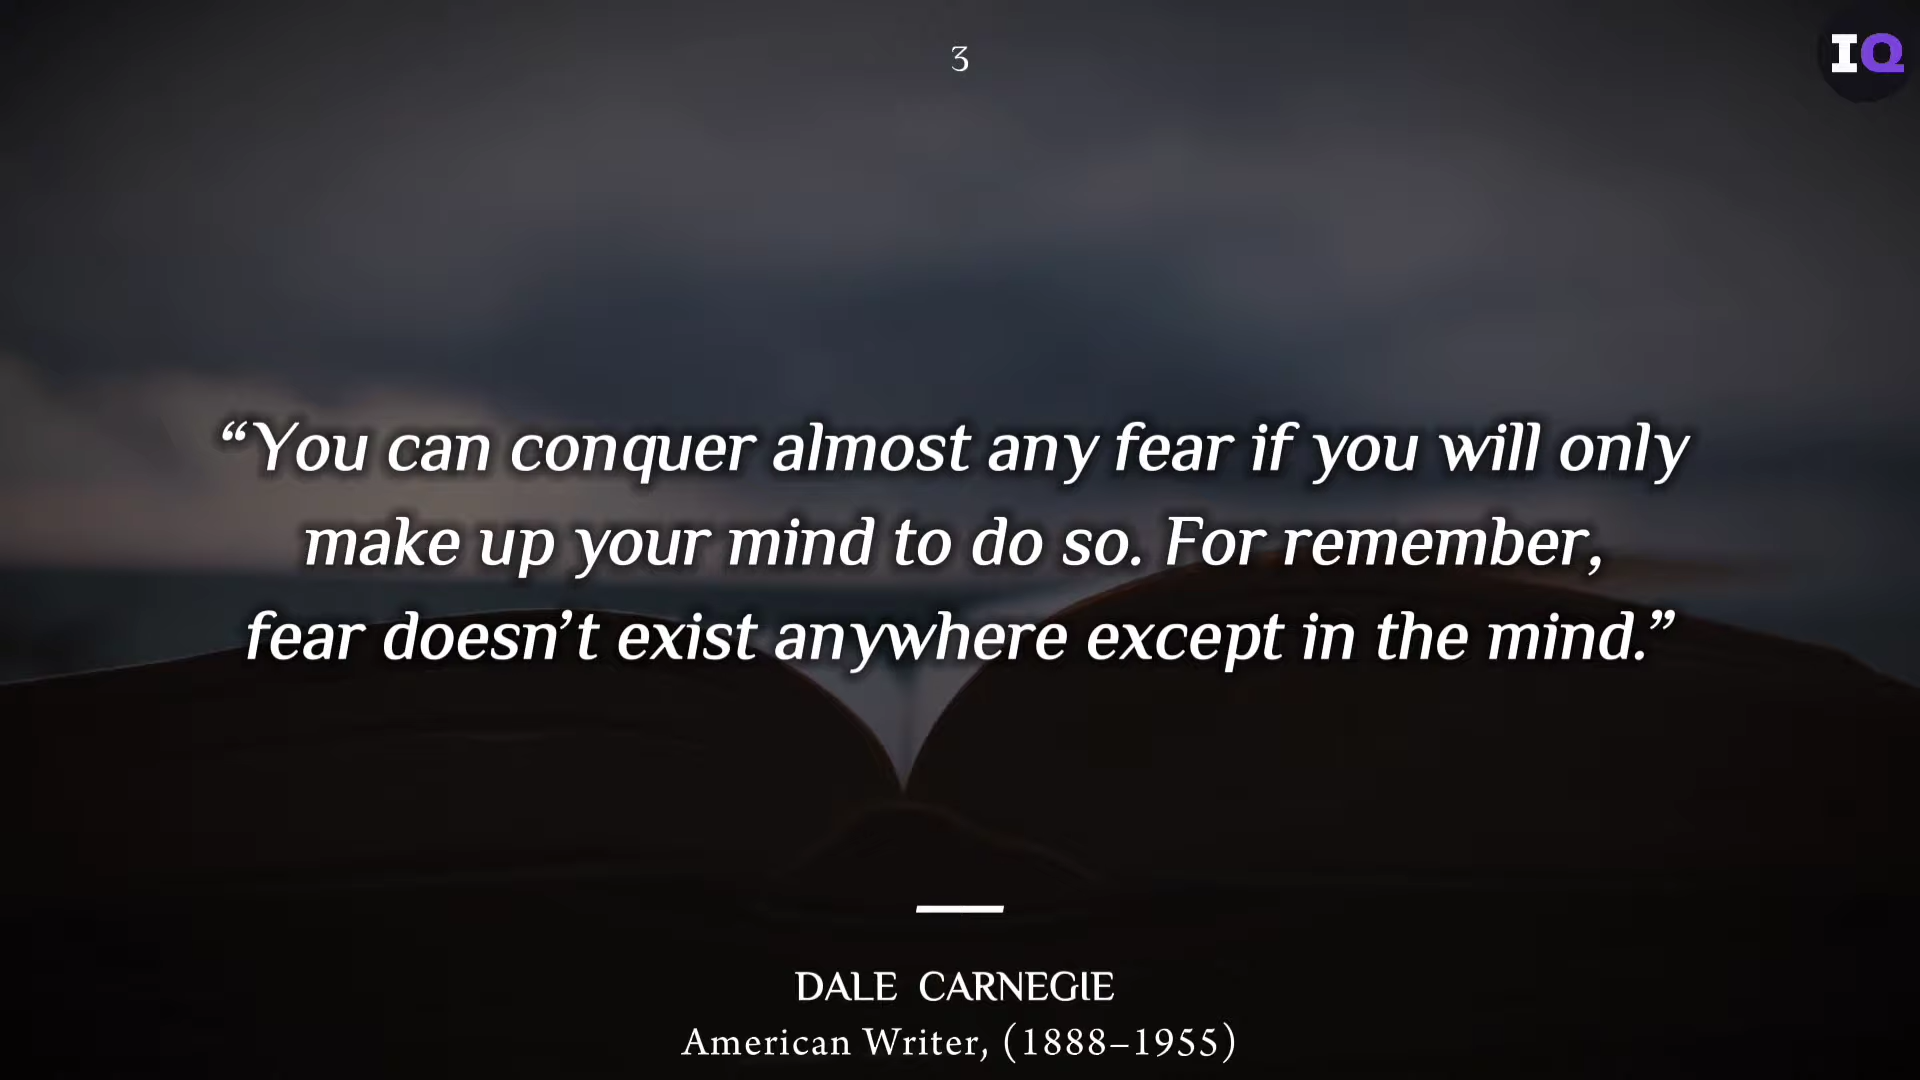 3
IQ
“You can conquer almost any fear if you will only
make up your mind to do so. For remember,
fear doesn’t exist anywhere except in the mind.”
DALE CARNEGIE
American Writer, (1888–1955)